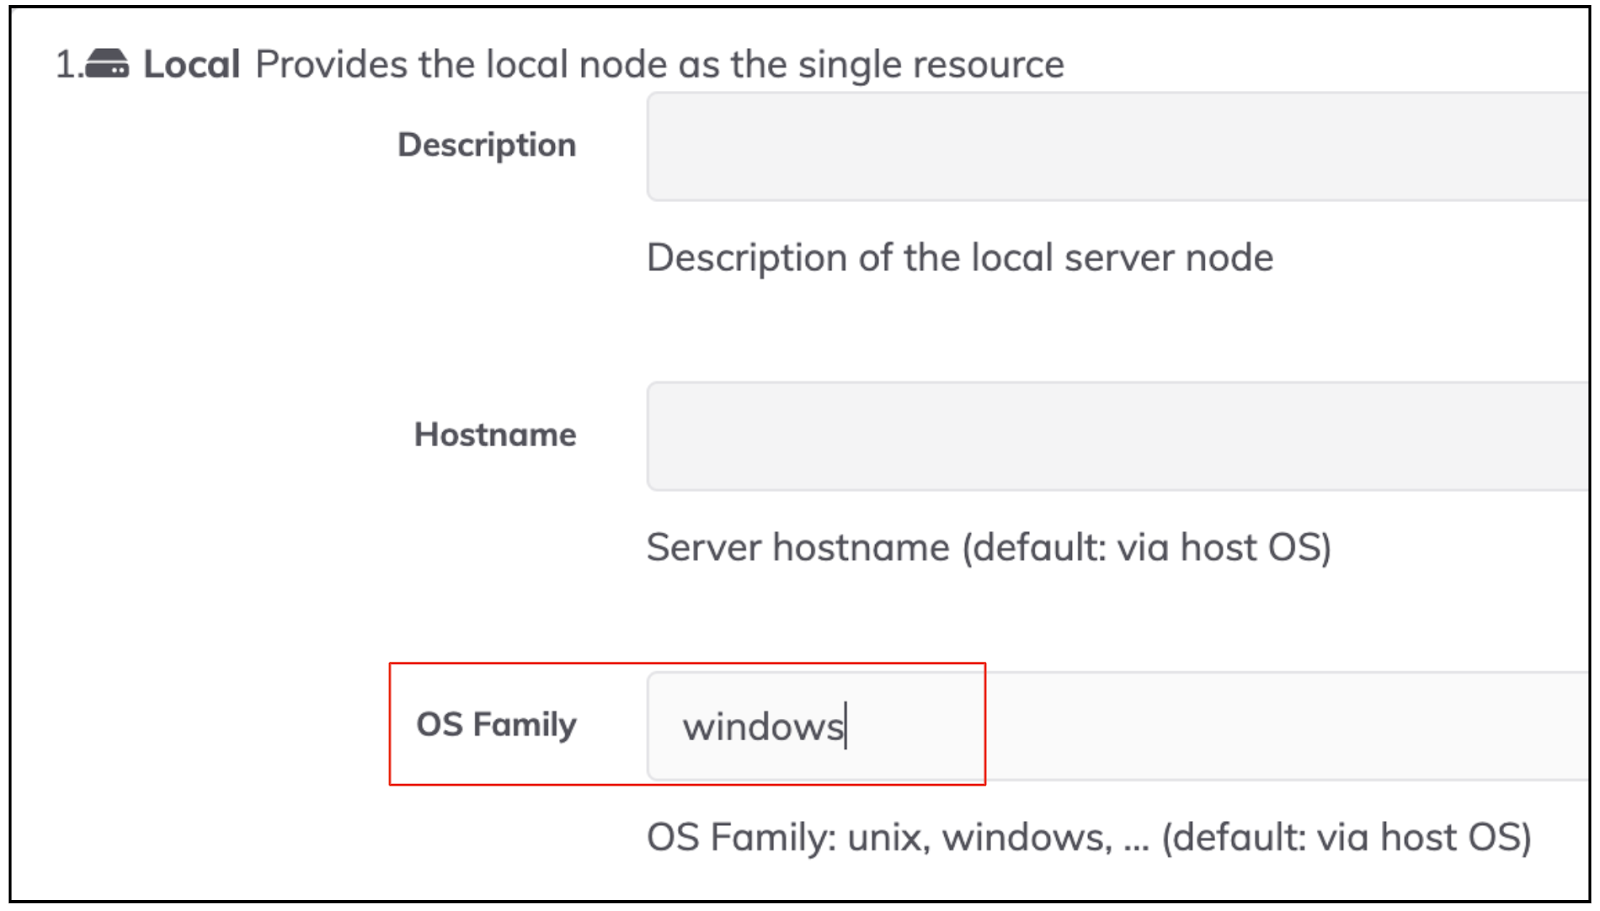 1. Local Provides the local node as the single resource
Description
Description of the local server node
Hostname
Server hostname (default: via host OS)
OS Family windows
OS Family: unix, windows, ... (default: via host OS)